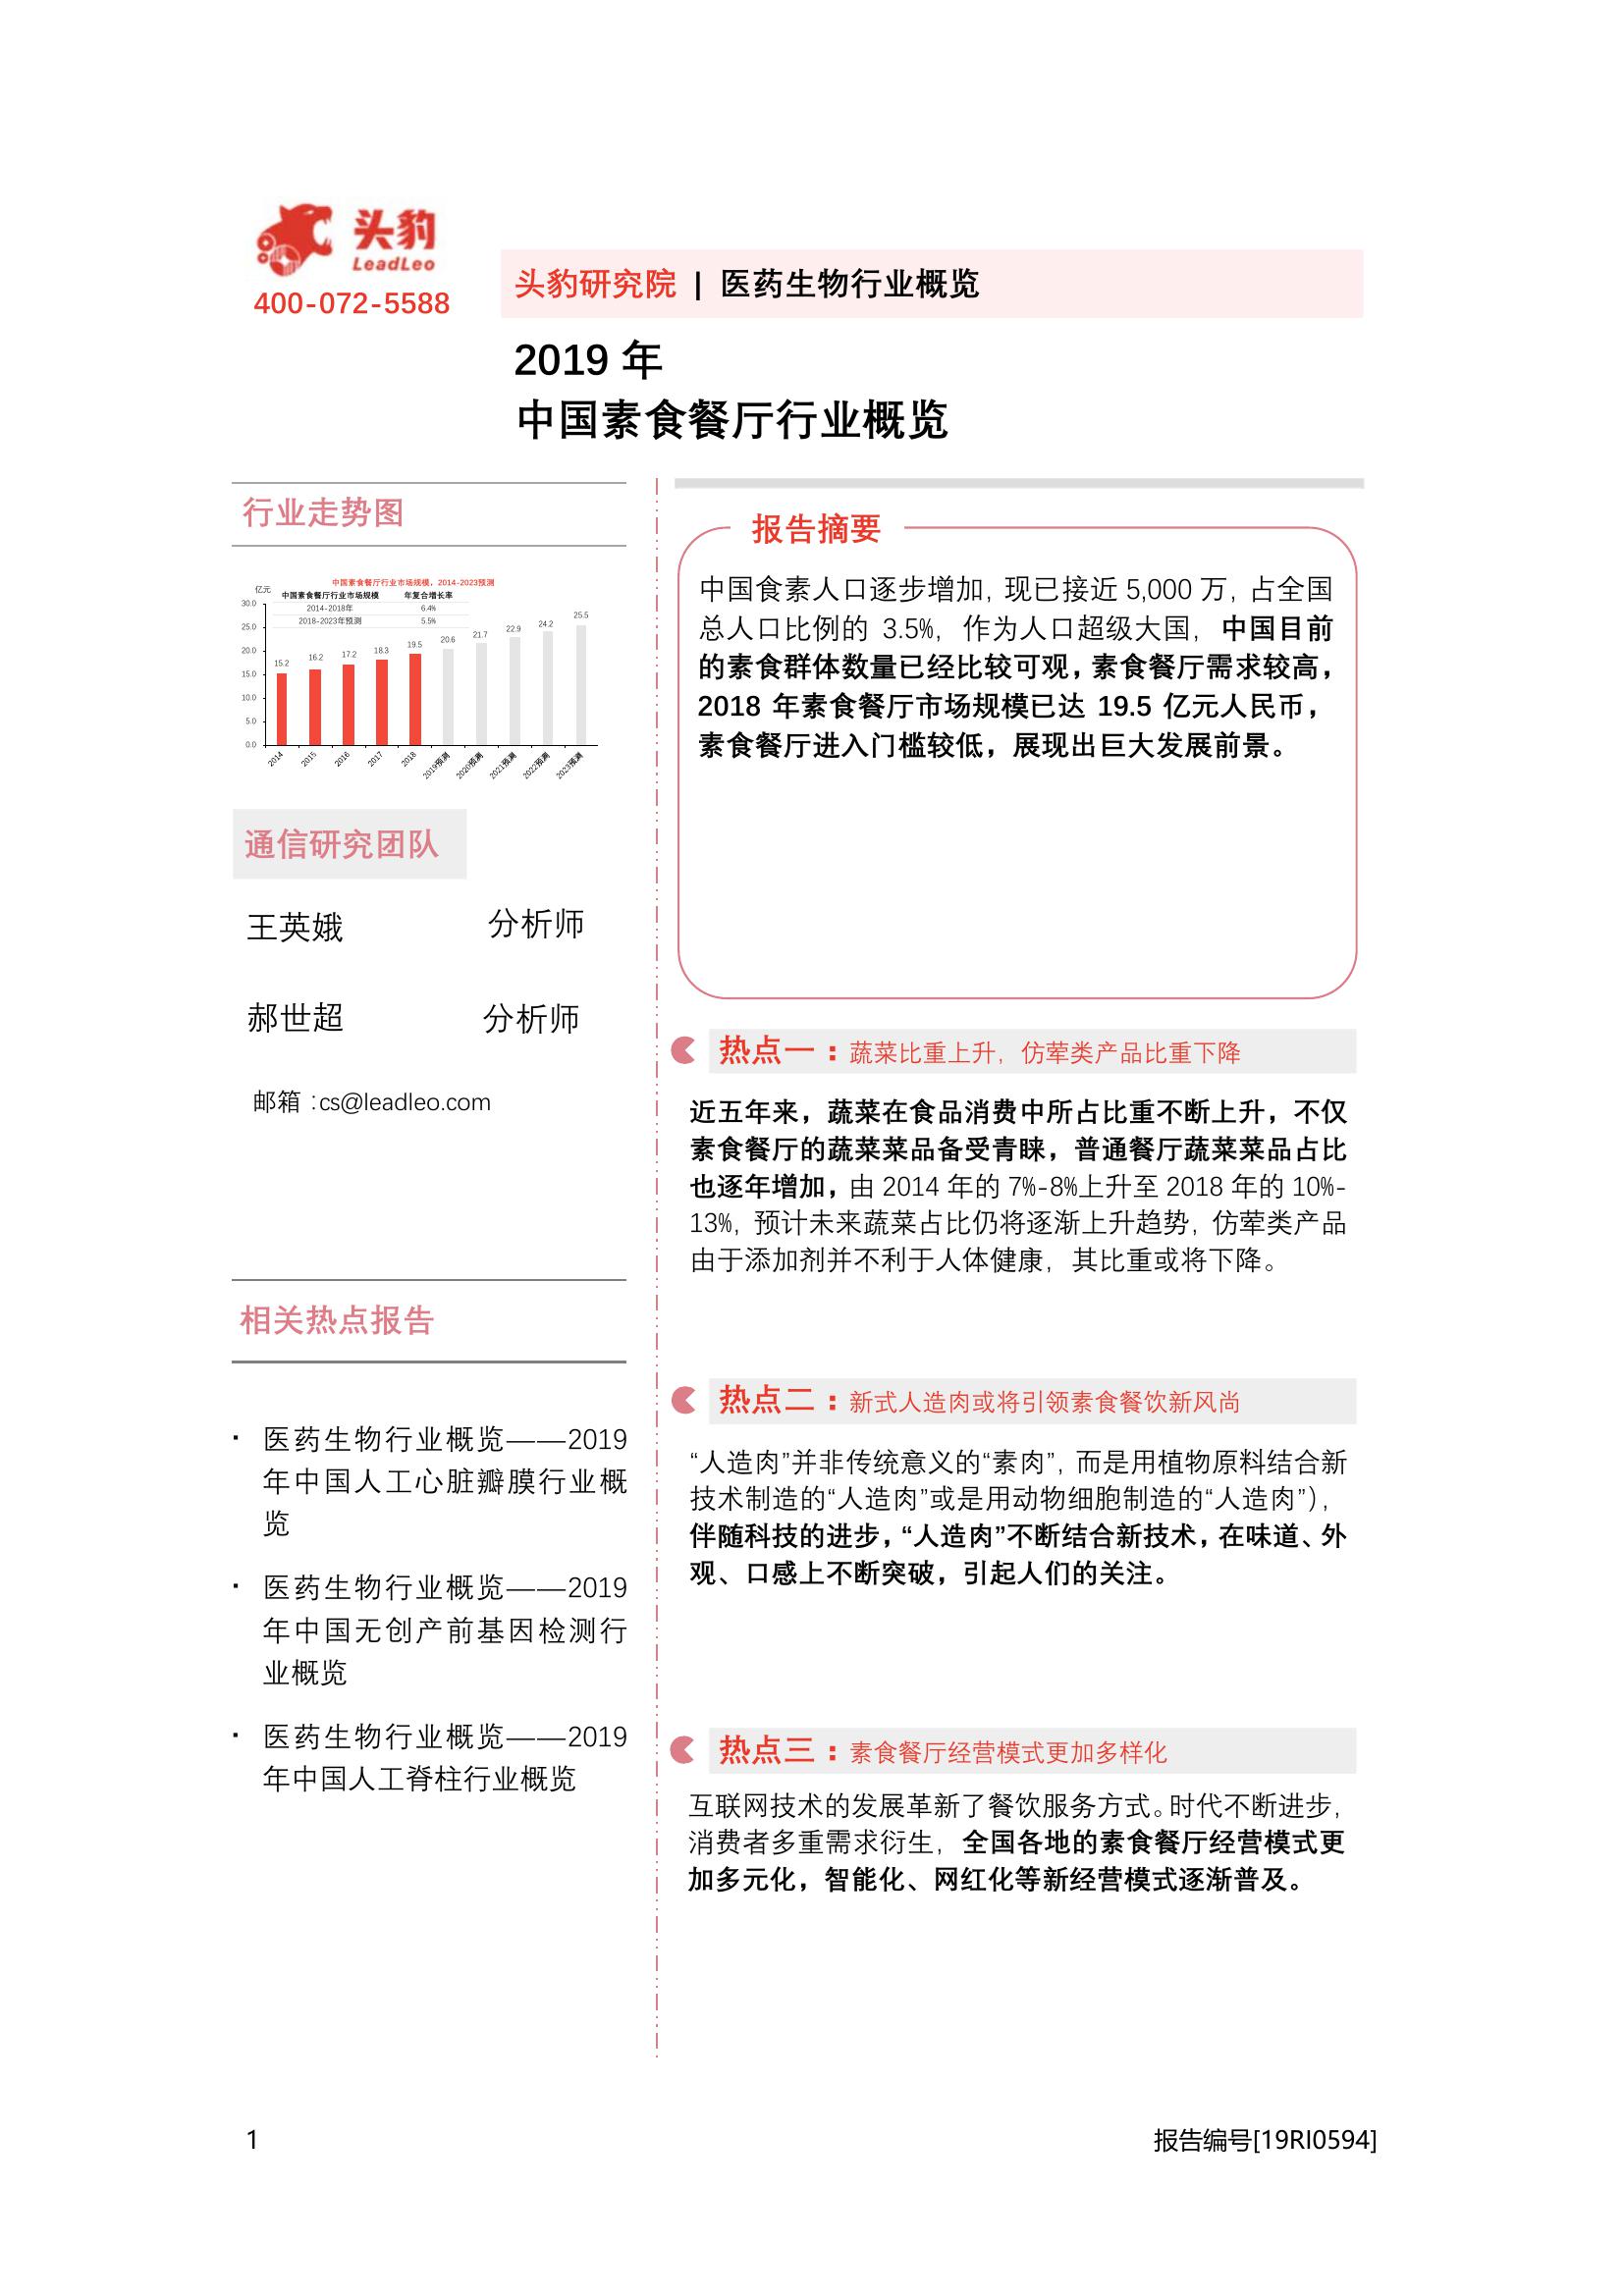 头豹
LeadLeo
400-072-5588
头豹研究院 | 医药生物行业概览
2019 年
中国素食餐厅行业概览
行业走势图
中国素食餐厅行业市场规模，2014-2023预测
亿元
中国素食餐厅行业市场规模 年复合增长率
2014-2018年 6.4%
2018-2023年预测 5.5%
30.0
25.0
20.0
15.0
10.0
5.0
0.0
15.2
16.2
17.2
18.3
19.5
20.6
21.7
22.9
24.2
25.5
2014
2015
2016
2017
2018
2019预测
2020预测
2021预测
2022预测
2023预测
通信研究团队
王英娥 分析师
郝世超 分析师
邮箱 :cs@leadleo.com
相关热点报告
· 医药生物行业概览——2019
年中国人工心脏瓣膜行业概
览
· 医药生物行业概览——2019
年中国无创产前基因检测行
业概览
· 医药生物行业概览——2019
年中国人工脊柱行业概览
报告摘要
中国食素人口逐步增加，现已接近 5,000 万，占全国
总人口比例的 3.5%，作为人口超级大国，中国目前
的素食群体数量已经比较可观，素食餐厅需求较高，
2018 年素食餐厅市场规模已达 19.5 亿元人民币，
素食餐厅进入门槛较低，展现出巨大发展前景。
热点一：蔬菜比重上升，仿荤类产品比重下降
近五年来，蔬菜在食品消费中所占比重不断上升，不仅
素食餐厅的蔬菜菜品备受青睐，普通餐厅蔬菜菜品占比
也逐年增加，由 2014 年的 7%-8%上升至 2018 年的 10%-
13%，预计未来蔬菜占比仍将逐渐上升趋势，仿荤类产品
由于添加剂并不利于人体健康，其比重或将下降。
热点二：新式人造肉或将引领素食餐饮新风尚
“人造肉”并非传统意义的“素肉”，而是用植物原料结合新
技术制造的“人造肉”或是用动物细胞制造的“人造肉”），
伴随科技的进步，“人造肉”不断结合新技术，在味道、外
观、口感上不断突破，引起人们的关注。
热点三：素食餐厅经营模式更加多样化
互联网技术的发展革新了餐饮服务方式。时代不断进步，
消费者多重需求衍生，全国各地的素食餐厅经营模式更
加多元化，智能化、网红化等新经营模式逐渐普及。
1
报告编号[19RI0594]